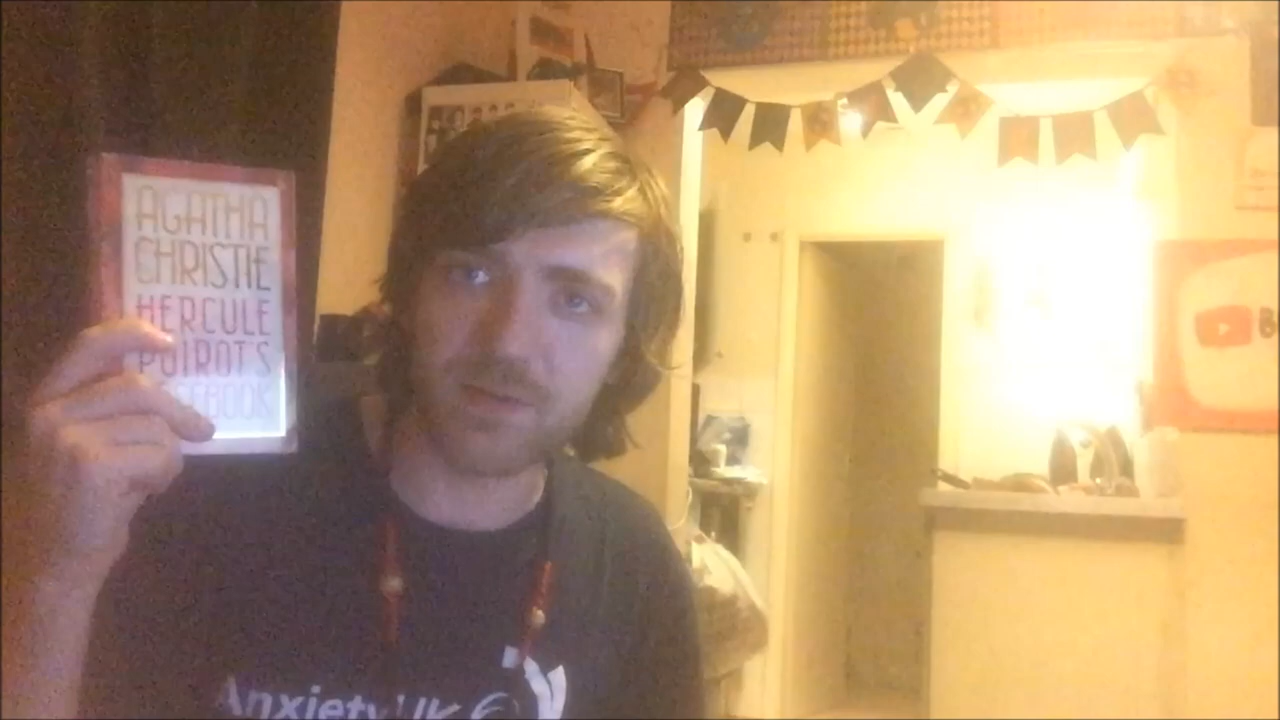 AGATHA
CHRISTIE
HERCULE
POIROT'S
Anxiety UK
B